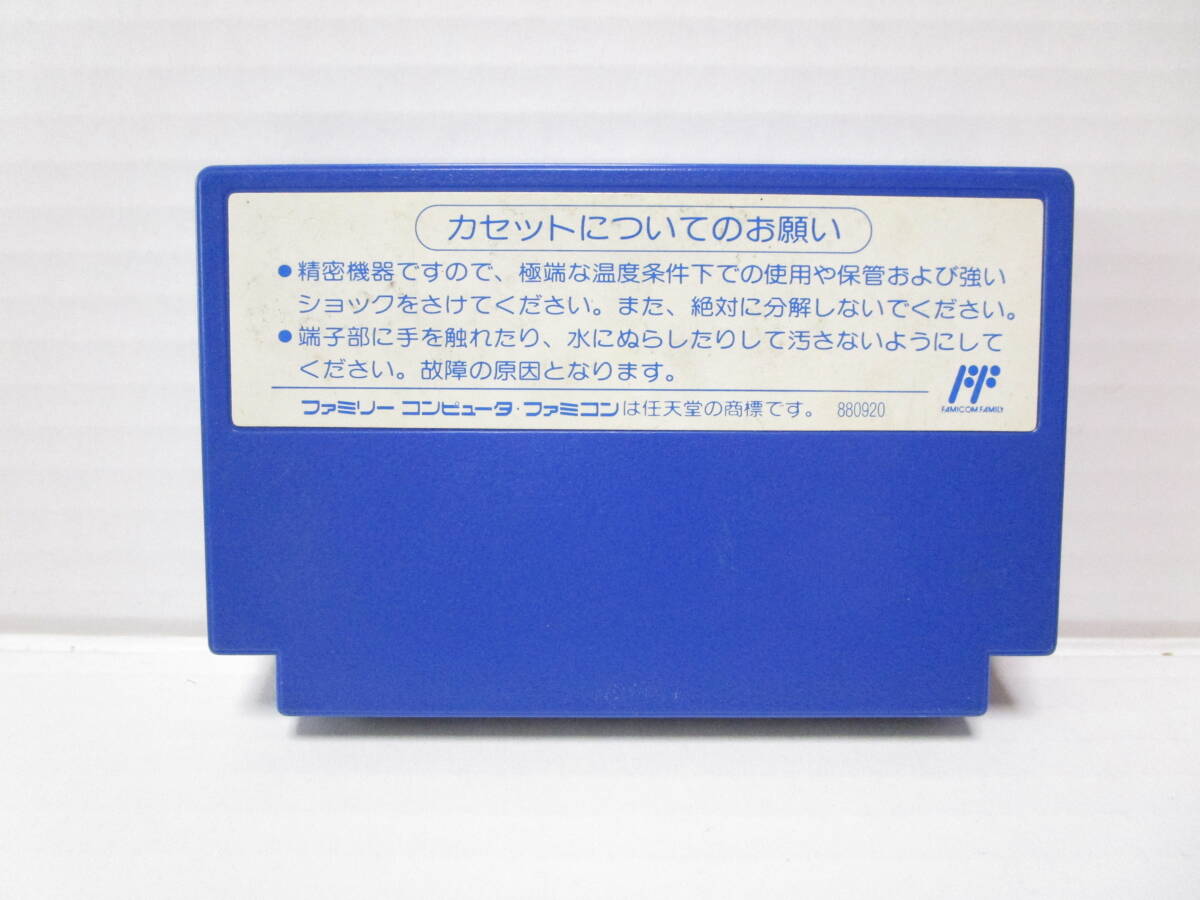 カセットについてのお願い
●精密機器ですので、極端な温度条件下での使用や保管および強い
ショックをさけてください。また、絶対に分解しないでください。
●端子部に手を触れたり、水にぬらしたりして汚さないようにして
ください。故障の原因となります。
ファミリー コンピュータ・ファミコンは任天堂の商標です。 880920
FAMICOM FAMILY